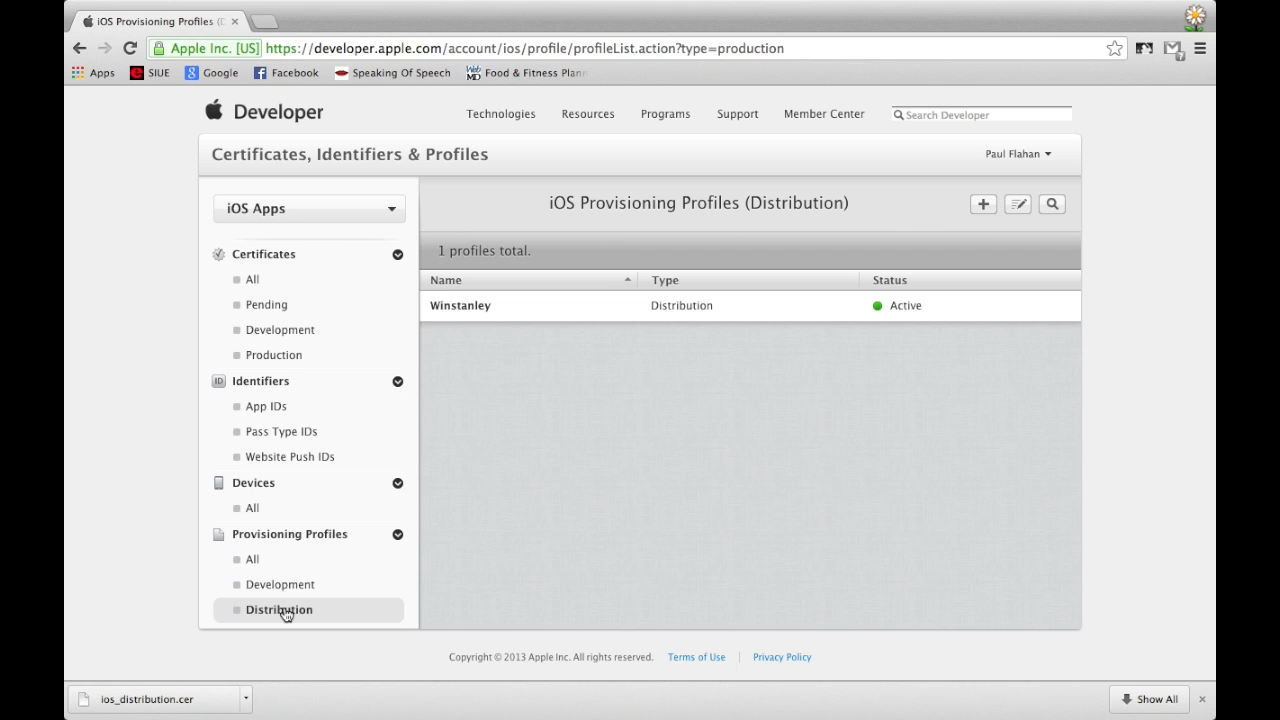 iOS Provisioning Profiles (D
Apple Inc. [US] https://developer.apple.com/account/ios/profile/profileList.action?type=production
Apps SIUE Google Facebook Speaking Of Speech Food & Fitness Plan
Developer Technologies Resources Programs Support Member Center Search Developer
Certificates, Identifiers & Profiles Paul Flahan
iOS Apps
iOS Provisioning Profiles (Distribution)
1 profiles total.
Name Type Status
Winstanley Distribution Active
Certificates
All
Pending
Development
Production
ID Identifiers
App IDs
Pass Type IDs
Website Push IDs
Devices
All
Provisioning Profiles
All
Development
Distribution
Copyright © 2013 Apple Inc. All rights reserved. Terms of Use Privacy Policy
ios_distribution.cer Show All